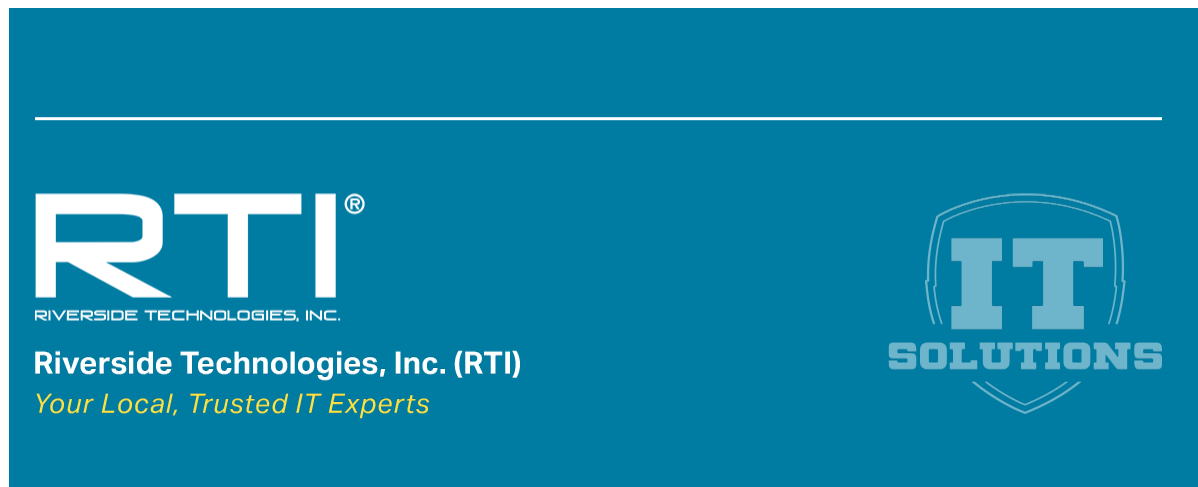 RTI®
RIVERSIDE TECHNOLOGIES, INC.
Riverside Technologies, Inc. (RTI)
Your Local, Trusted IT Experts
IT
SOLUTIONS